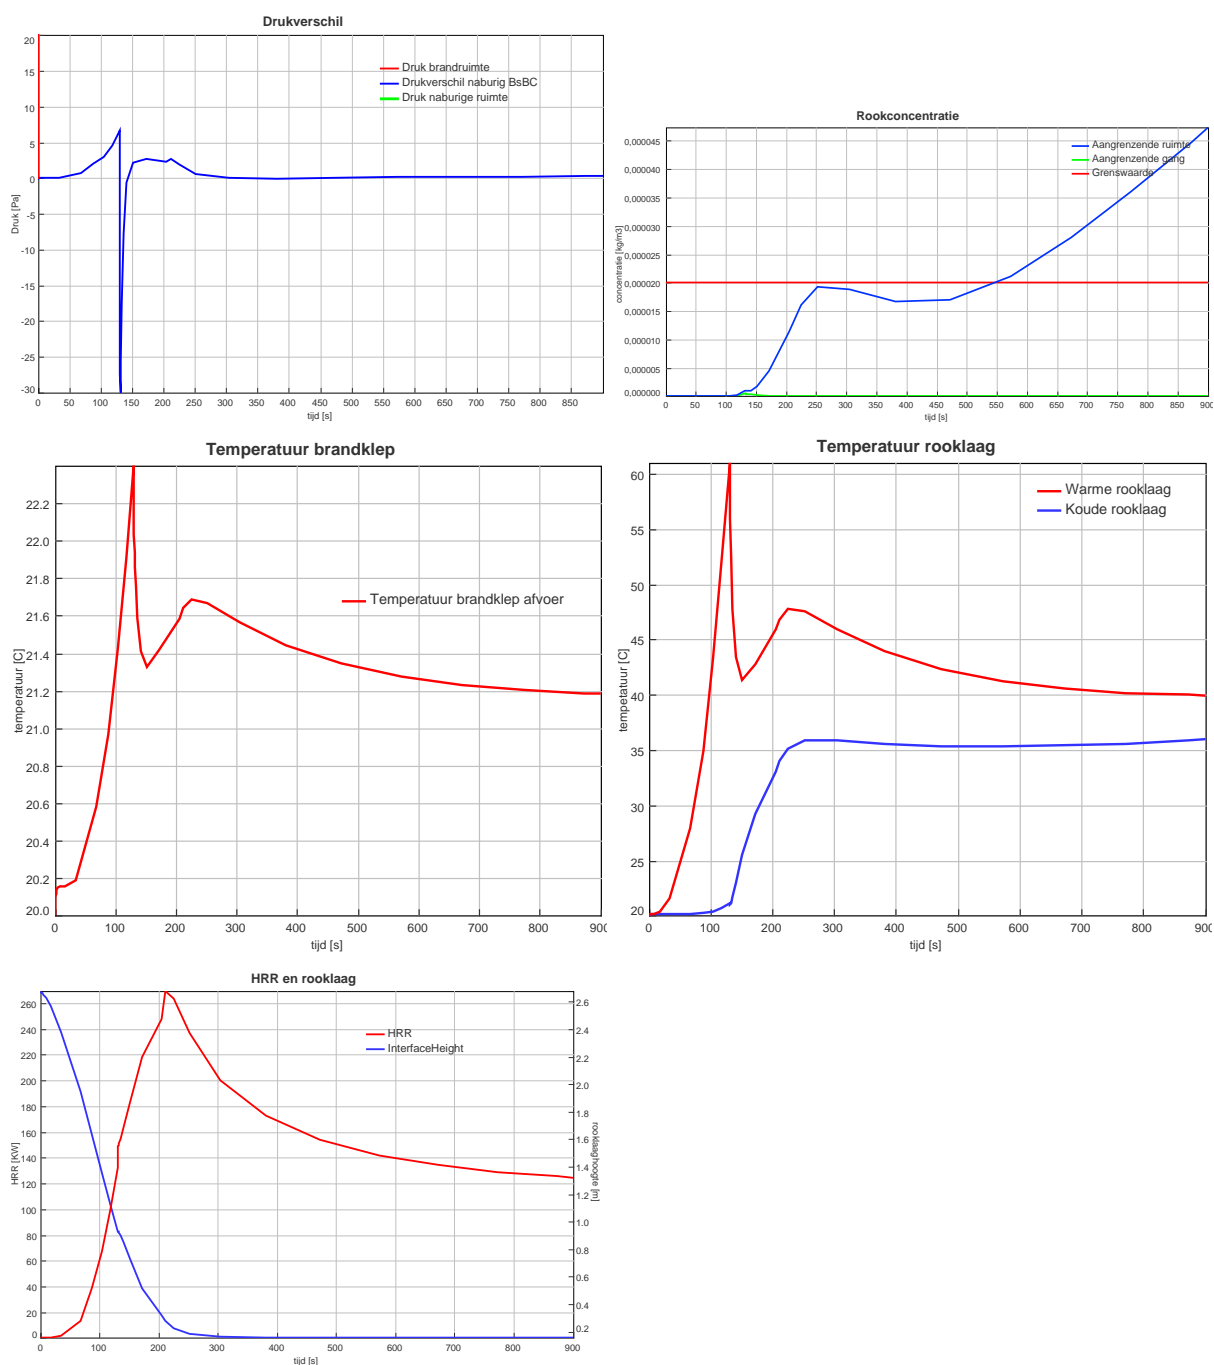 Drukverschil
20
15
10
5
0
-5
-10
-15
-20
-25
-30
Druk [Pa]
Druk brandruimte
Drukverschil naburig BsBC
Druk naburige ruimte
0 50 100 150 200 250 300 350 400 450 500 550 600 650 700 750 800 850
tijd [s]
Rookconcentratie
0,000045
0,000040
0,000035
0,000030
0,000025
0,000020
0,000015
0,000010
0,000005
0,000000
concentratie [kg/m3]
Aangrenzende ruimte
Aangrenzende gang
Grenswaarde
0 50 100 150 200 250 300 350 400 450 500 550 600 650 700 750 800 850 900
tijd [s]
Temperatuur brandklep
22.2
22.0
21.8
21.6
21.4
21.2
21.0
20.8
20.6
20.4
20.2
20.0
temperatuur [C]
Temperatuur brandklep afvoer
0 100 200 300 400 500 600 700 800 900
tijd [s]
Temperatuur rooklaag
60
55
50
45
40
35
30
25
20
tempetatuur [C]
Warme rooklaag
Koude rooklaag
0 100 200 300 400 500 600 700 800 900
tijd [s]
HRR en rooklaag
260
240
220
200
180
160
140
120
100
80
60
40
20
0
HRR [KW]
HRR
InterfaceHeight
2.6
2.4
2.2
2.0
1.8
1.6
1.4
1.2
1.0
0.8
0.6
0.4
0.2
rooklaaghoogte [m]
0 100 200 300 400 500 600 700 800 900
tijd [s]